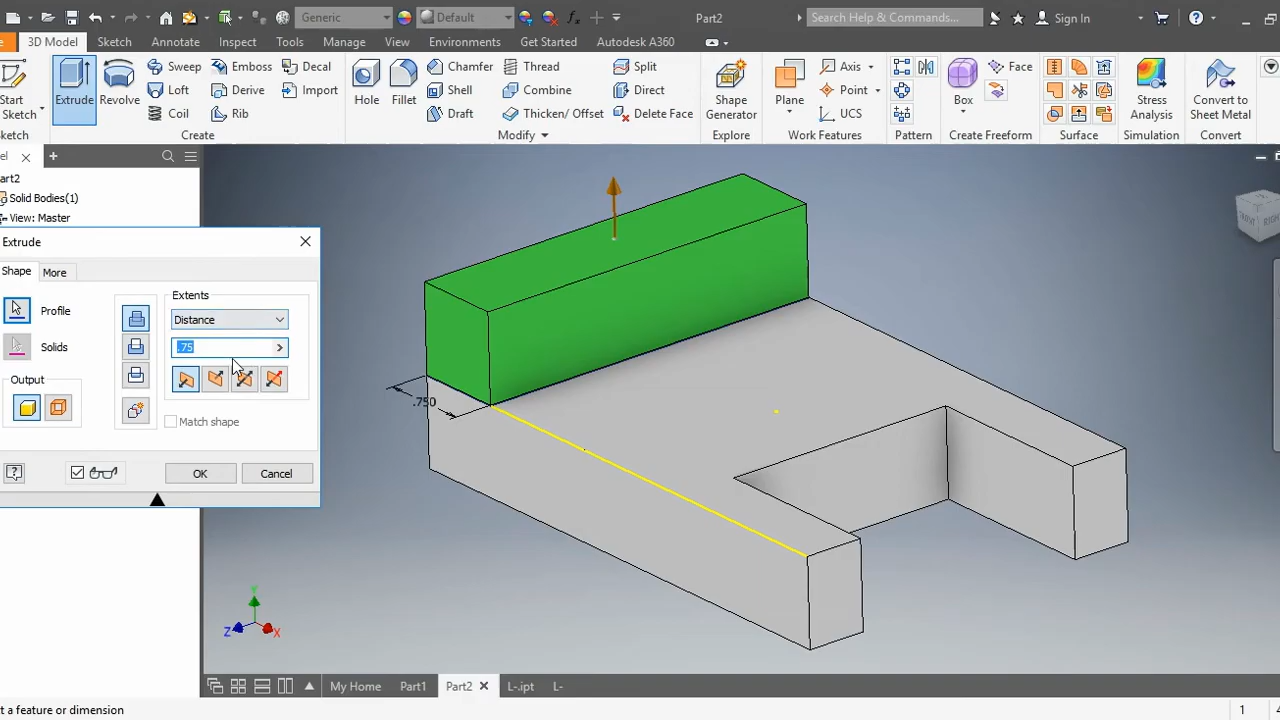 Generic
Default
Part2
Search Help & Commands...
Sign In
3D Model
Sketch
Annotate
Inspect
Tools
Manage
View
Environments
Get Started
Autodesk A360
Start
Sketch
Extrude
Revolve
Sweep
Emboss
Decal
Loft
Derive
Import
Coil
Rib
Hole
Fillet
Chamfer
Thread
Split
Shell
Combine
Direct
Draft
Thicken/ Offset
Delete Face
Shape
Generator
Plane
Axis
Point
UCS
Box
Face
Stress
Analysis
Convert to
Sheet Metal
Create
Modify
Explore
Work Features
Pattern
Create Freeform
Surface
Simulation
Convert
Solid Bodies(1)
View: Master
Extrude
Shape
More
Profile
Solids
Output
Extents
Distance
.75
Match shape
OK
Cancel
.750
Y
Z
X
My Home
Part1
Part2
L-.ipt
L-
t a feature or dimension
1